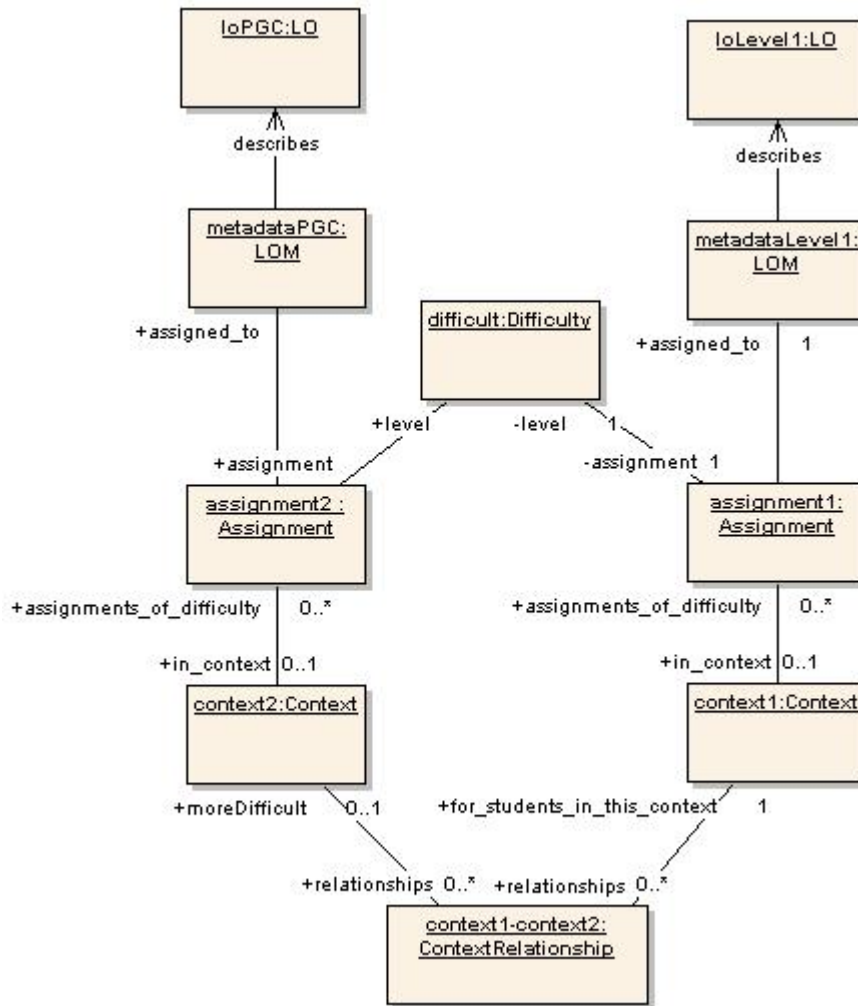 loPGC:LO
loLevel1:LO
describes
describes
metadataPGC:
LOM
metadataLevel1:
LOM
difficult:Difficulty
+assigned_to
+assigned_to 1
+level
-level 1
+assignment
-assignment 1
assignment2 :
Assignment
assignment1:
Assignment
+assignments_of_difficulty 0..*
+assignments_of_difficulty 0..*
+in_context 0..1
+in_context 0..1
context2:Context
context1:Context
+moreDifficult 0..1
+for_students_in_this_context 1
+relationships 0..*
+relationships 0..*
context1-context2:
ContextRelationship